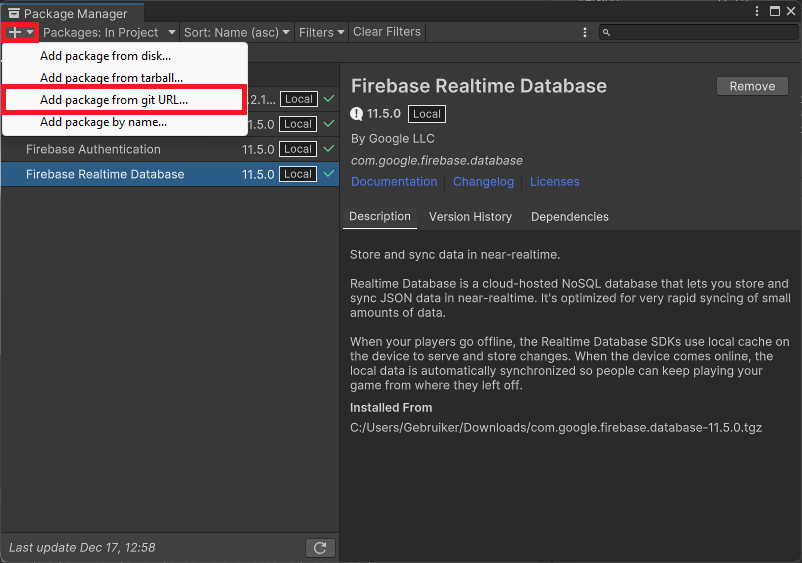 Package Manager
Packages: In Project
Sort: Name (asc)
Filters
Clear Filters
Add package from disk...
Add package from tarball...
Add package from git URL...
Add package by name...
.2.1... Local
1.5.0 Local
Firebase Authentication 11.5.0 Local
Firebase Realtime Database 11.5.0 Local
Last update Dec 17, 12:58
Firebase Realtime Database
Remove
11.5.0 Local
By Google LLC
com.google.firebase.database
Documentation Changelog Licenses
Description Version History Dependencies
Store and sync data in near-realtime.
Realtime Database is a cloud-hosted NoSQL database that lets you store and
sync JSON data in near-realtime. It's optimized for very rapid syncing of small
amounts of data.
When your players go offline, the Realtime Database SDKs use local cache on
the device to serve and store changes. When the device comes online, the
local data is automatically synchronized so people can keep playing your
game from where they left off.
Installed From
C:/Users/Gebruiker/Downloads/com.google.firebase.database-11.5.0.tgz